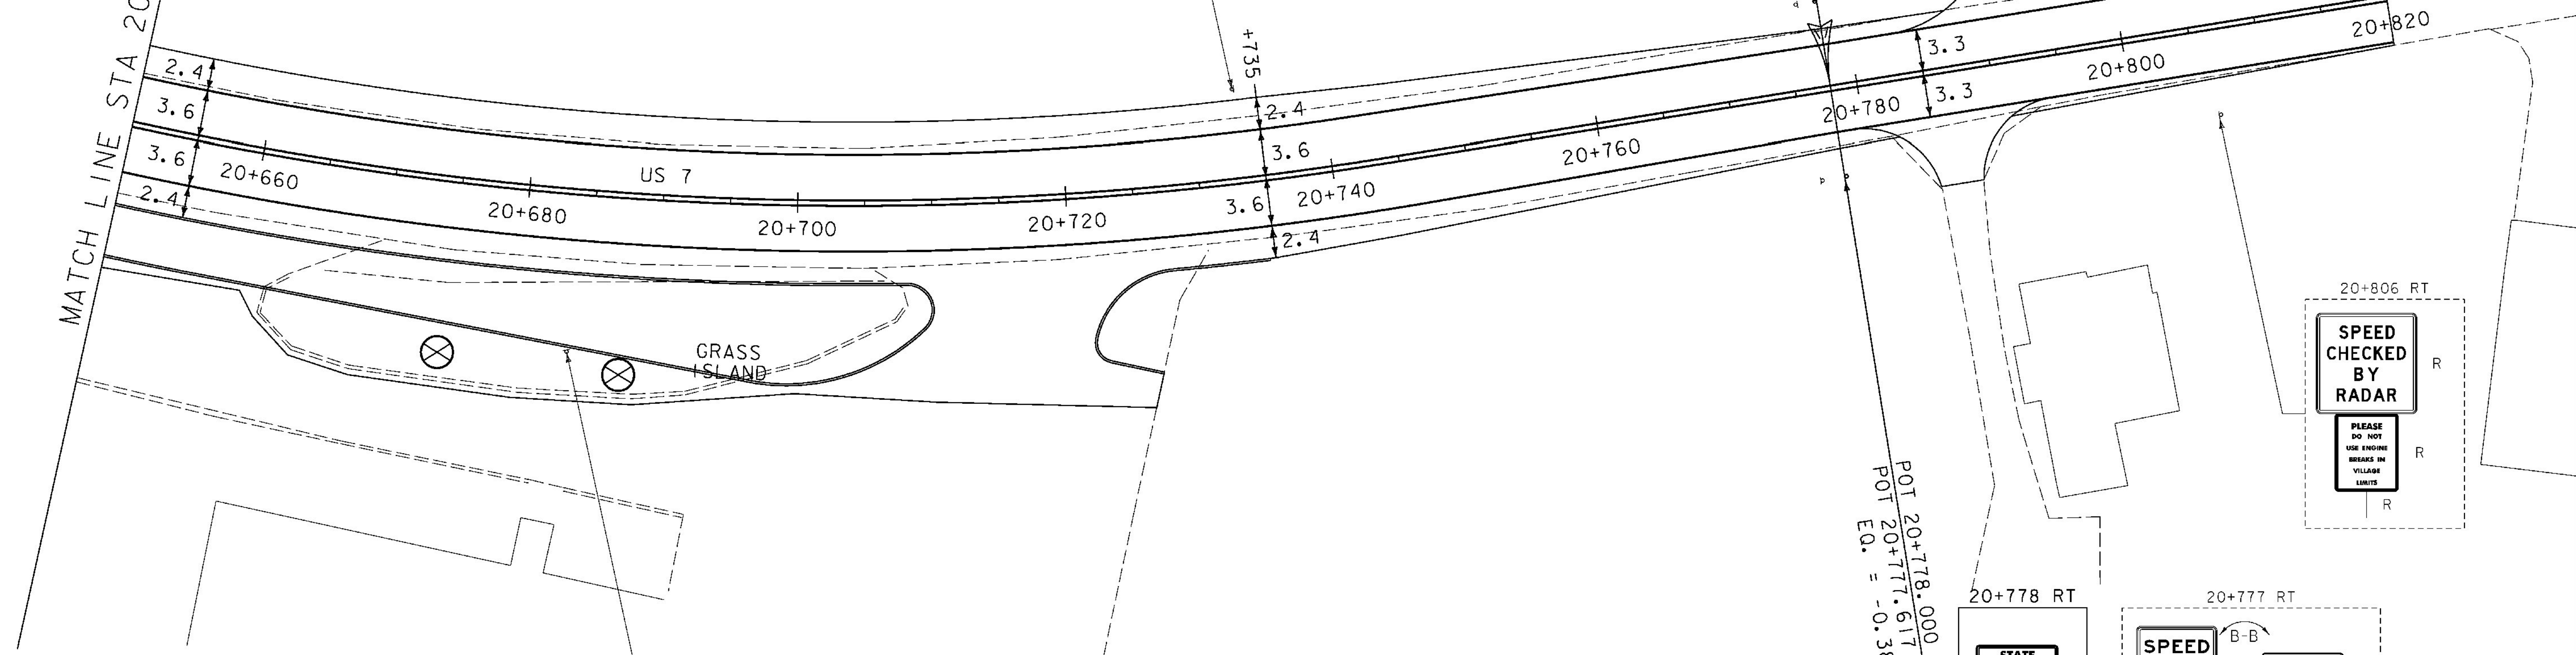 MATCH LINE STA 20
2.4
3.6
3.6
2.4
20+660
20+680
US 7
20+700
20+720
+735
2.4
3.6
3.6
2.4
20+740
20+760
20+780
3.3
3.3
20+800
20+820
GRASS
ISLAND
POT 20+778.000
POT 20+777.617
EQ. = -0.38
20+806 RT
SPEED
CHECKED
BY
RADAR
R
PLEASE
DO NOT
USE ENGINE
BREAKS IN
VILLAGE
LIMITS
R
R
20+778 RT
STATE
20+777 RT
SPEED
B-B